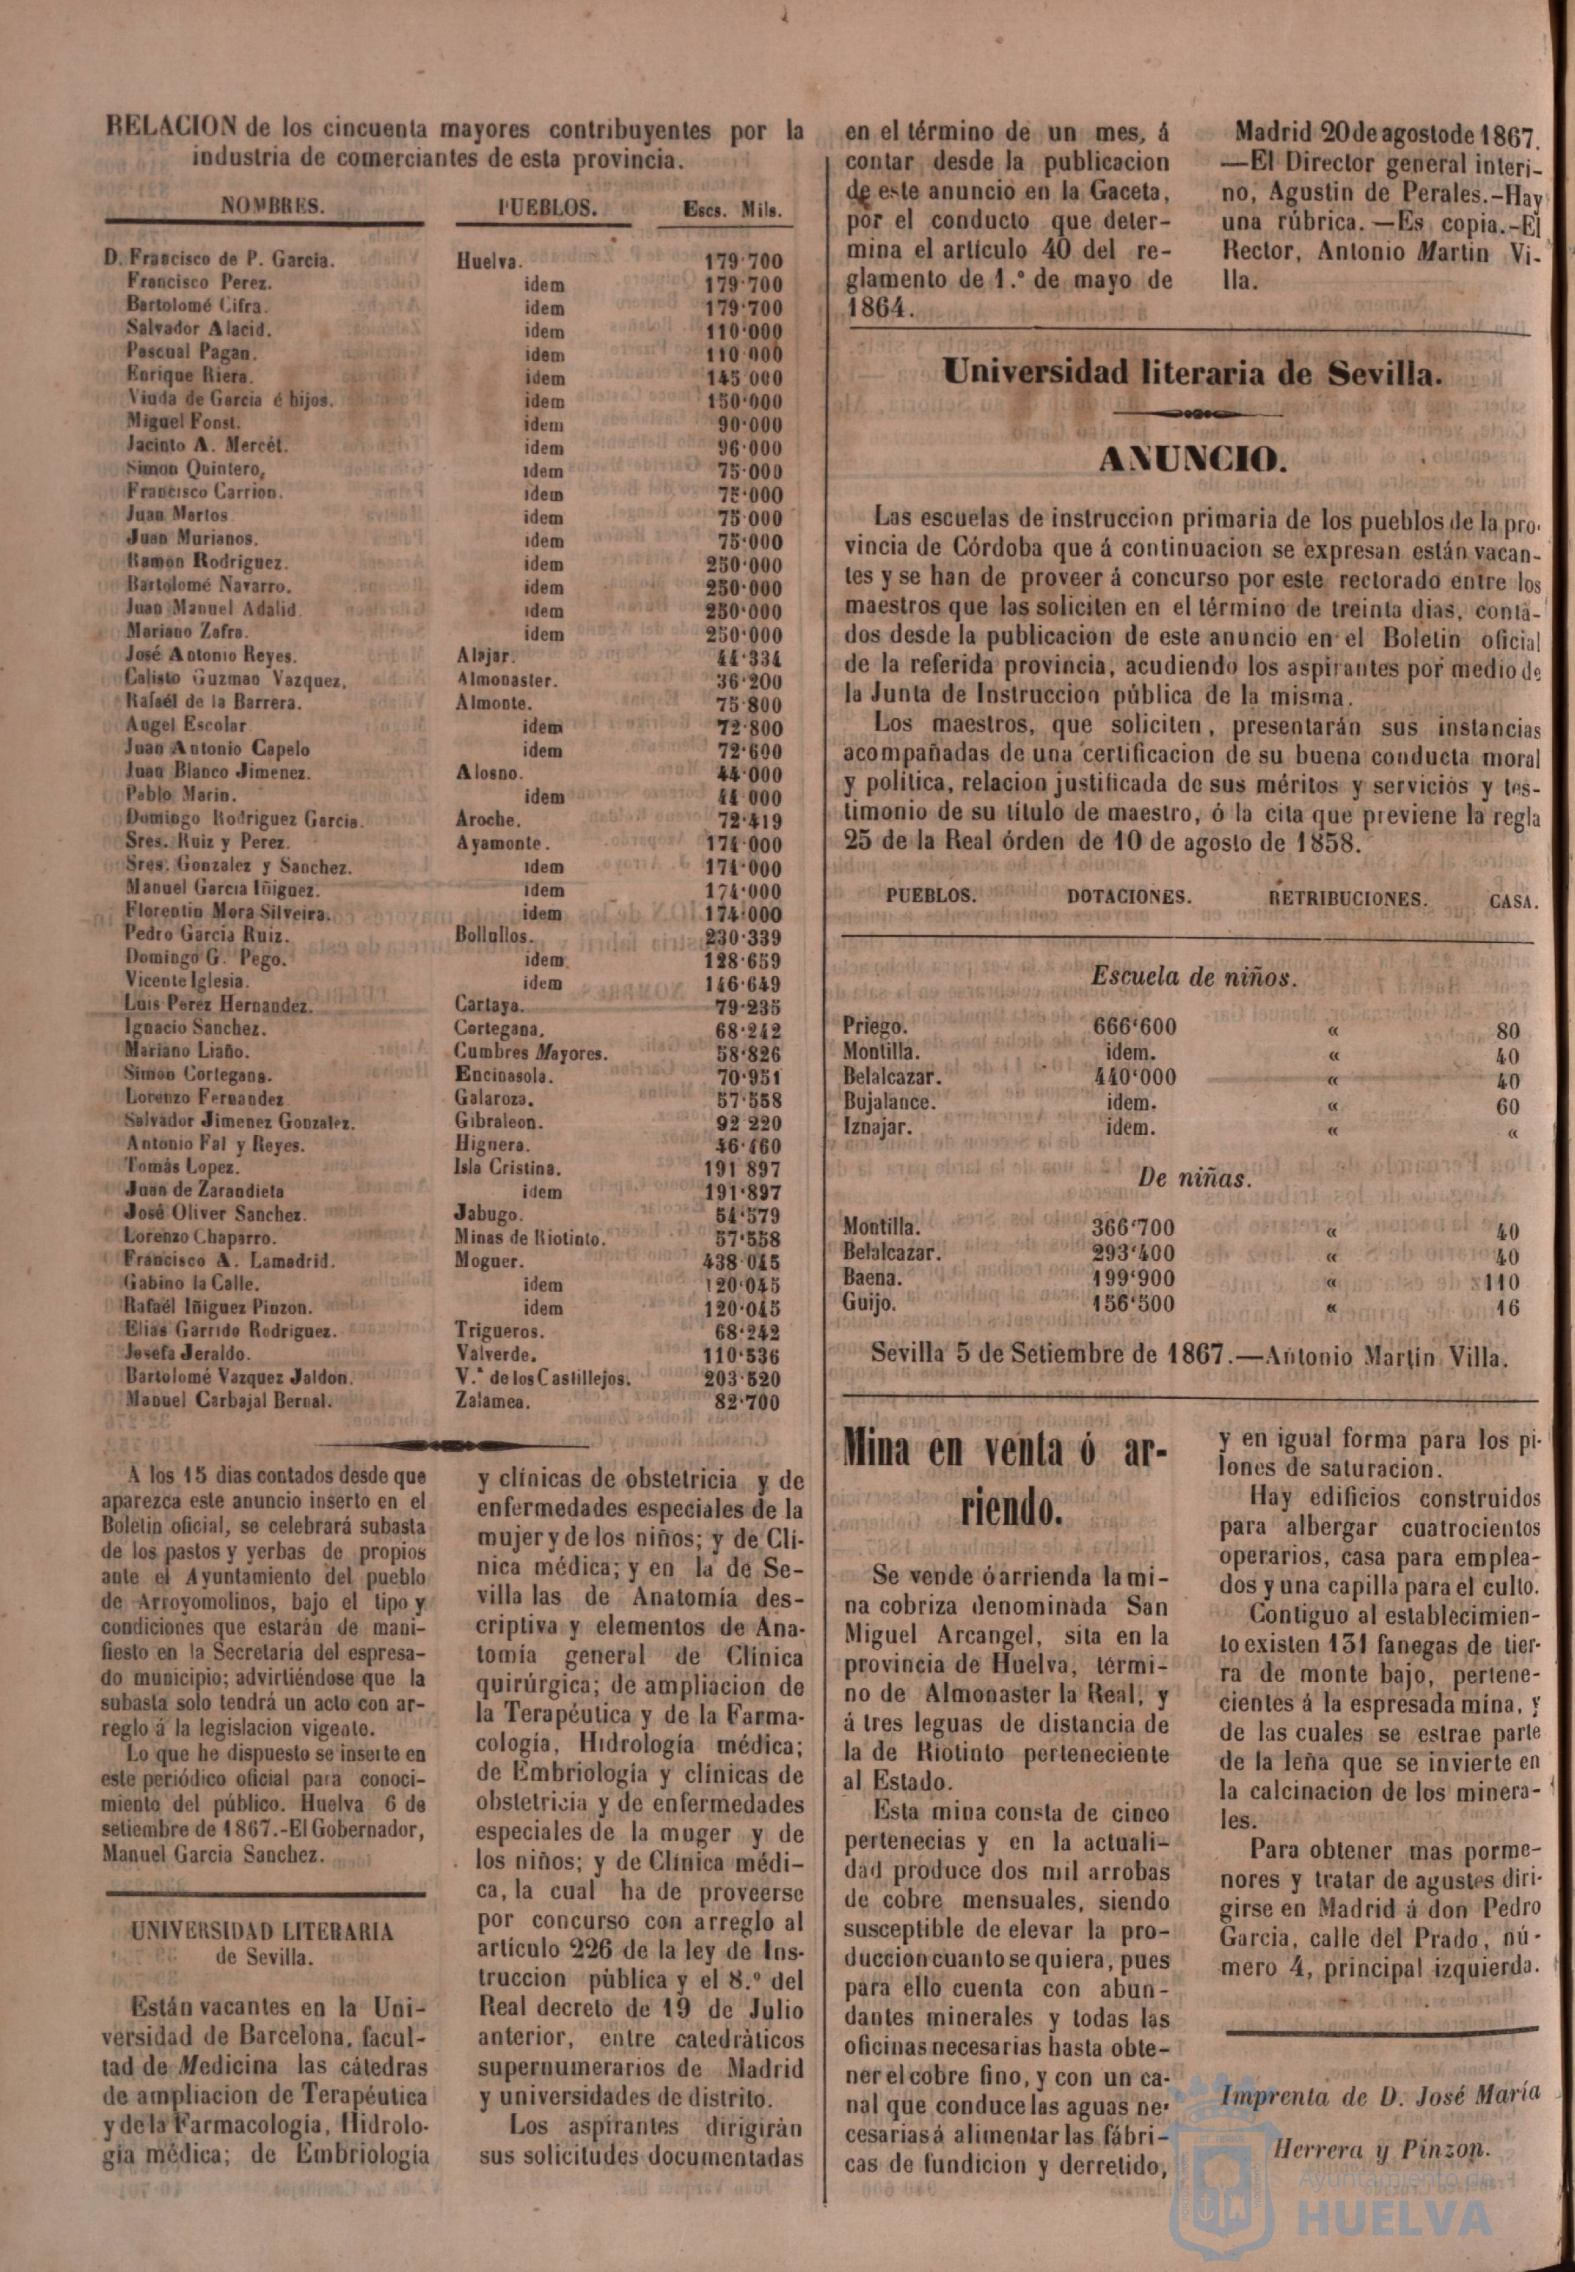 RELACION de los cincuenta mayores contribuyentes por la
industria de comerciantes de esta provincia.
NOMBRES. PUEBLOS. Escs. Mils.
D. Francisco de P. Garcia. Huelva. 179·700
Francisco Perez. idem 179·700
Bartolomé Cifra. idem 179·700
Salvador Alacid. idem 110·000
Pascual Pagan. idem 110·000
Enrique Riera. idem 145 000
Viuda de Garcia é hijos. idem 150·000
Miguel Fonst. idem 90·000
Jacinto A. Mercét. idem 96·000
Simon Quintero, idem 75·000
Francisco Carrion. idem 75·000
Juan Martos idem 75·000
Juan Murianos. idem 75·000
Ramon Rodriguez. idem 250·000
Bartolomé Navarro. idem 250·000
Juan Manuel Adalid idem 250·000
Mariano Zafra. idem 250·000
José Antonio Reyes. Alajar. 44·334
Calisto Guzman Vazquez, Almonaster. 36·200
Rafaél de la Barrera. Almonte. 75·800
Angel Escolar idem 72·800
Juan Antonio Capelo idem 72·600
Juan Blanco Jimenez. Alosno. 44·000
Pablo Marin. idem 44 000
Domingo Rodriguez Garcia. Aroche. 72·419
Sres. Ruiz y Perez. Ayamonte. 174·000
Sres. Gonzalez y Sanchez. idem 174·000
Manuel Garcia Iñiguez. idem 174·000
Florentin Mora Silveira. idem 174·000
Pedro Garcia Ruiz. Bollullos. 230·339
Domingo G. Pego. idem. 128·659
Vicente Iglesia. idem 146·649
Luis Perez Hernandez. Cartaya. 79·235
Ignacio Sanchez. Cortegana, 68·242
Mariano Liaño. Cumbres Mayores. 58·826
Simon Cortegana. Encinasola. 70·951
Lorenzo Fernandez Galaroza. 57·558
Salvador Jimenez Gonzalez. Gibraleon. 92 220
Antonio Fal y Reyes. Hignera. 46·460
Tomás Lopez. Isla Cristina. 191 897
Juan de Zarandieta idem 191·897
José Oliver Sanchez. Jabugo. 54·579
Lorenzo Chaparro. Minas de Riotinto. 57·558
Francisco A. Lamadrid. Moguer. 438·045
Gabino la Calle. idem 120·045
Rafaél Iñiguez Pinzon. idem 120·045
Elias Garrido Rodriguez. Trigueros. 68·242
Josefa Jeraldo. Valverde. 110·536
Bartolomé Vazquez Jaldon. V.ª de los Castillejos. 203·520
Manuel Carbajal Bernal. Zalamea. 82·700
A los 15 dias contados desde que
aparezca este anuncio inserto en el
Boletin oficial, se celebrará subasta
de los pastos y yerbas de propios
ante el Ayuntamiento del pueblo
de Arroyomolinos, bajo el tipo y
condiciones que estarán de mani-
fiesto en la Secretaría del espresa-
do municipio; advirtiéndose que la
subasta solo tendrá un acto con ar-
reglo á la legislacion vigente.
Lo que he dispuesto se inserte en
este periódico oficial para conoci-
miento del público. Huelva 6 de
setiembre de 1867.-El Gobernador,
Manuel Garcia Sanchez.
UNIVERSIDAD LITERARIA
de Sevilla.
Están vacantes en la Uni-
versidad de Barcelona, facul-
tad de Medicina las cátedras
de ampliacion de Terapéutica
y de la Farmacología, Hidrolo-
gía médica; de Embriología
y clínicas de obstetricia y de
enfermedades especiales de la
mujer y de los niños; y de Clí-
nica médica; y en la de Se-
villa las de Anatomía des-
criptiva y elementos de Ana-
tomía general de Clínica
quirúrgica; de ampliacion de
la Terapéutica y de la Farma-
cología, Hidrología médica;
de Embriología y clínicas de
obstetricia y de enfermedades
especiales de la muger y de
los niños; y de Clínica médi-
ca, la cual ha de proveerse
por concurso con arreglo al
artículo 226 de la ley de Ins-
truccion pública y el 8.º del
Real decreto de 19 de Julio
anterior, entre catedráticos
supernumerarios de Madrid
y universidades de distrito.
Los aspirantes dirigirán
sus solicitudes documentadas
en el término de un mes, á
contar desde la publicacion
de este anuncio en la Gaceta,
por el conducto que deter-
mina el artículo 40 del re-
glamento de 1.º de mayo de
1864.
Madrid 20 de agosto de 1867.
—El Director general interi-
no, Agustin de Perales.-Hay
una rúbrica.—Es copia.-El
Rector, Antonio Martin Vi-
lla.
Universidad literaria de Sevilla.
ANUNCIO.
Las escuelas de instruccion primaria de los pueblos de la pro-
vincia de Córdoba que á continuacion se expresan están vacan-
tes y se han de proveer á concurso por este rectorado entre los
maestros que las soliciten en el término de treinta dias, conta-
dos desde la publicacion de este anuncio en el Boletin oficial
de la referida provincia, acudiendo los aspirantes por medio de
la Junta de Instruccion pública de la misma.
Los maestros, que soliciten, presentarán sus instancias
acompañadas de una certificacion de su buena conducta moral
y política, relacion justificada de sus méritos y servicios y tes-
timonio de su título de maestro, ó la cita que previene la regla
25 de la Real órden de 10 de agosto de 1858.
PUEBLOS. DOTACIONES. RETRIBUCIONES. CASA.
Escuela de niños.
Priego. 666‘600 « 80
Montilla. idem. « 40
Belalcazar. 440‘000 « 40
Bujalance. idem. « 60
Iznajar. idem. « «
De niñas.
Montilla. 366‘700 « 40
Belalcazar. 293‘400 « 40
Baena. 199‘900 « 110
Guijo. 156‘500 « 16
Sevilla 5 de Setiembre de 1867.—Antonio Martin Villa.
Mina en venta ó ar-
riendo.
Se vende ó arrienda la mi-
na cobriza denominada San
Miguel Arcangel, sita en la
provincia de Huelva, térmi-
no de Almonaster la Real, y
á tres leguas de distancia de
la de Riotinto perteneciente
al Estado.
Esta mina consta de cinco
pertenecias y en la actuali-
dad produce dos mil arrobas
de cobre mensuales, siendo
susceptible de elevar la pro-
duccion cuanto se quiera, pues
para ello cuenta con abun-
dantes minerales y todas las
oficinas necesarias hasta obte-
ner el cobre fino, y con un ca-
nal que conduce las aguas ne-
cesarias á alimentar las fábri-
cas de fundicion y derretido,
y en igual forma para los pi-
lones de saturacion.
Hay edificios construidos
para albergar cuatrocientos
operarios, casa para emplea-
dos y una capilla para el culto.
Contiguo al establecimien-
to existen 131 fanegas de tier-
ra de monte bajo, pertene-
cientes á la espresada mina, y
de las cuales se estrae parte
de la leña que se invierte en
la calcinacion de los minera-
les.
Para obtener mas porme-
nores y tratar de agustes diri-
girse en Madrid á don Pedro
Garcia, calle del Prado, nú-
mero 4, principal izquierda.
Imprenta de D. José María
Herrera y Pinzon.
Ayuntamiento de
HUELVA